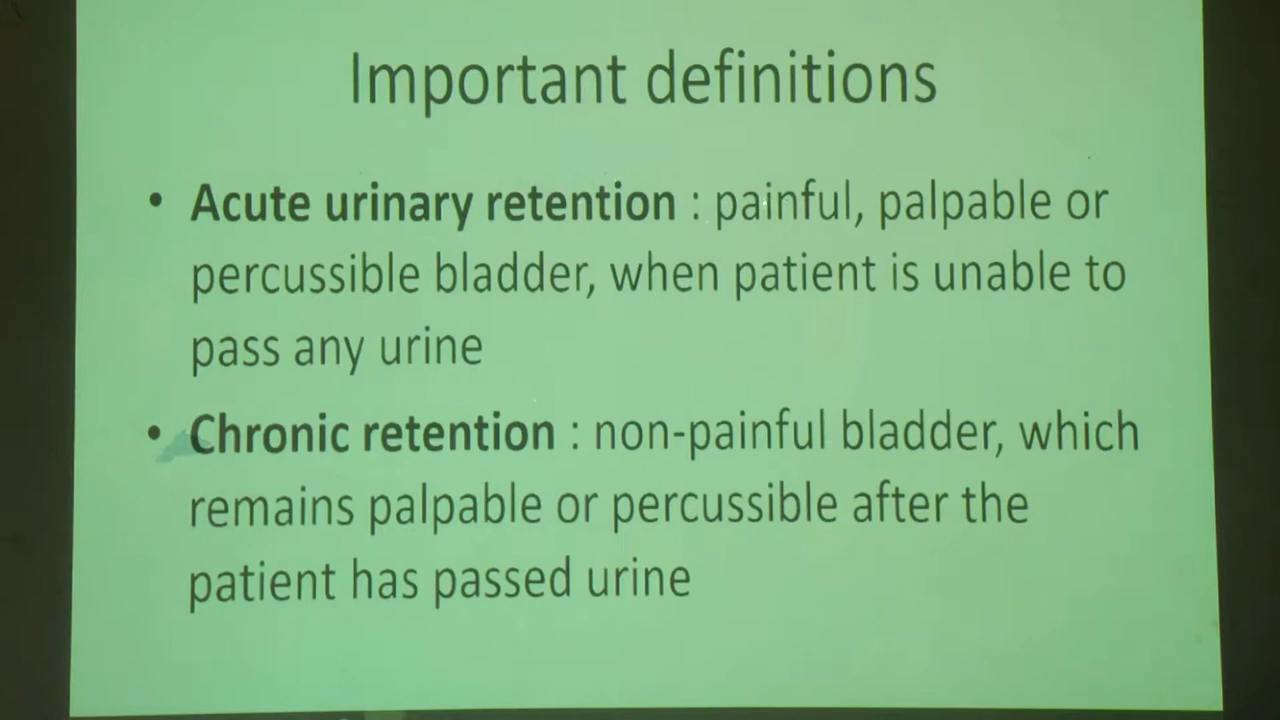 Important definitions
• Acute urinary retention : painful, palpable or
percussible bladder, when patient is unable to
pass any urine
• Chronic retention : non-painful bladder, which
remains palpable or percussible after the
patient has passed urine